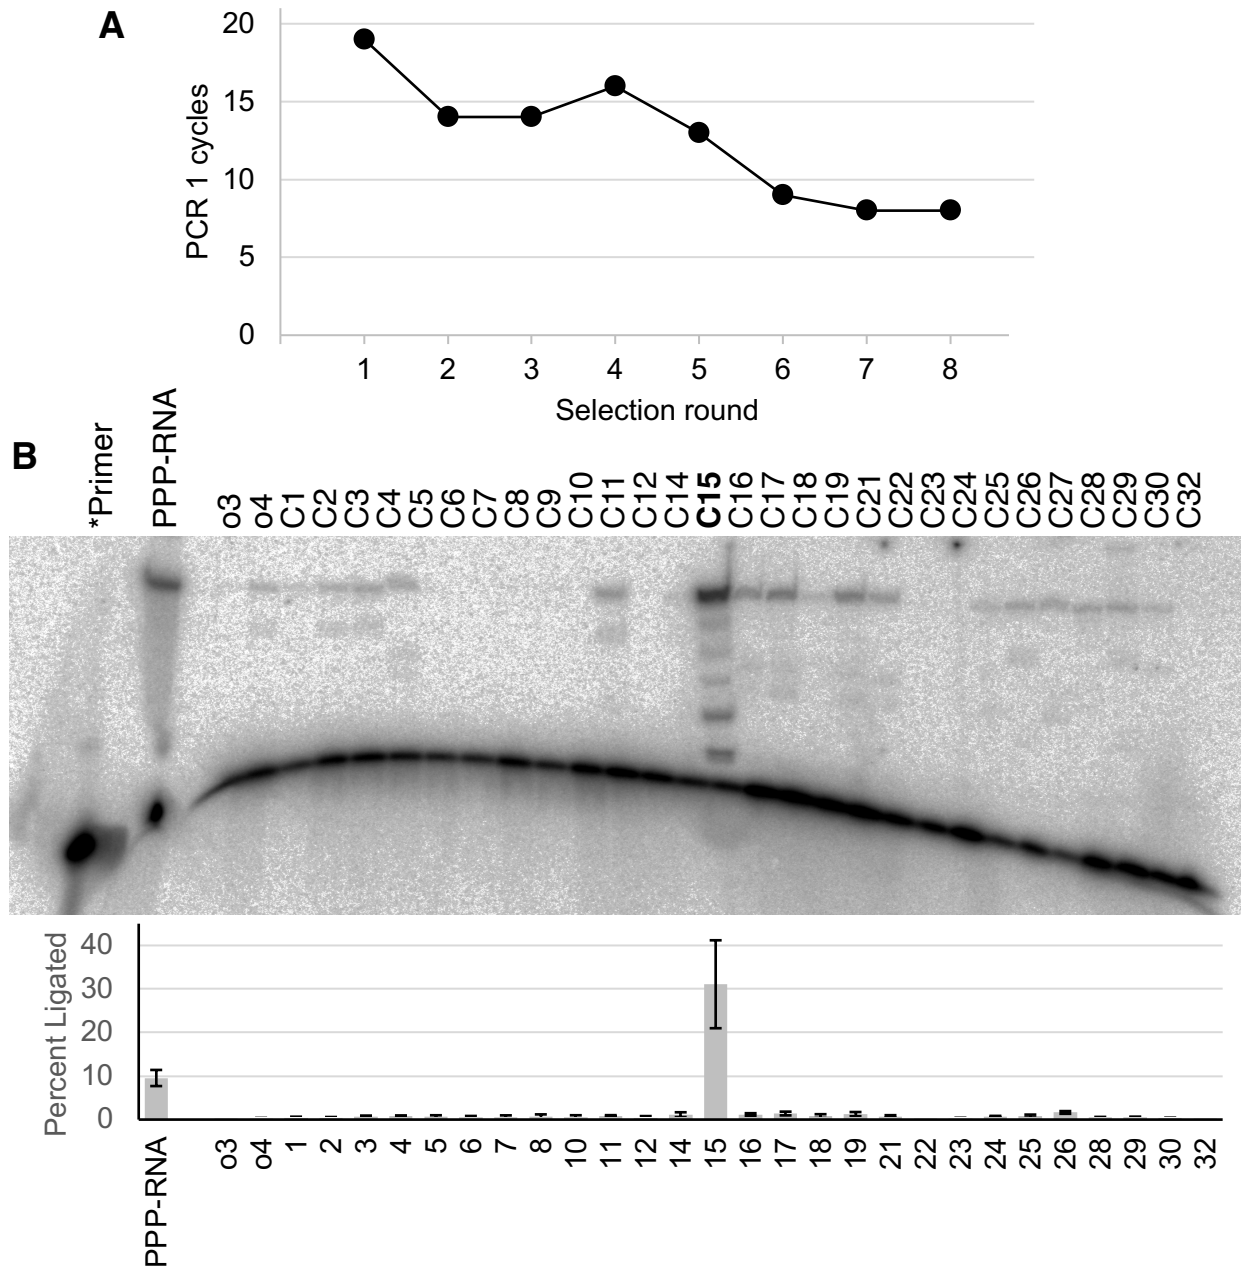 A
20
15
10
5
0
PCR 1 cycles
1 2 3 4 5 6 7 8
Selection round
B
*Primer
PPP-RNA
o3 o4 C1 C2 C3 C4 C5 C6 C7 C8 C9 C10 C11 C12 C14 C15 C16 C17 C18 C19 C21 C22 C23 C24 C25 C26 C27 C28 C29 C30 C32
Percent Ligated
40
30
20
10
0
PPP-RNA
o3 o4 1 2 3 4 5 6 7 8 10 11 12 14 15 16 17 18 19 21 22 23 24 25 26 28 29 30 32